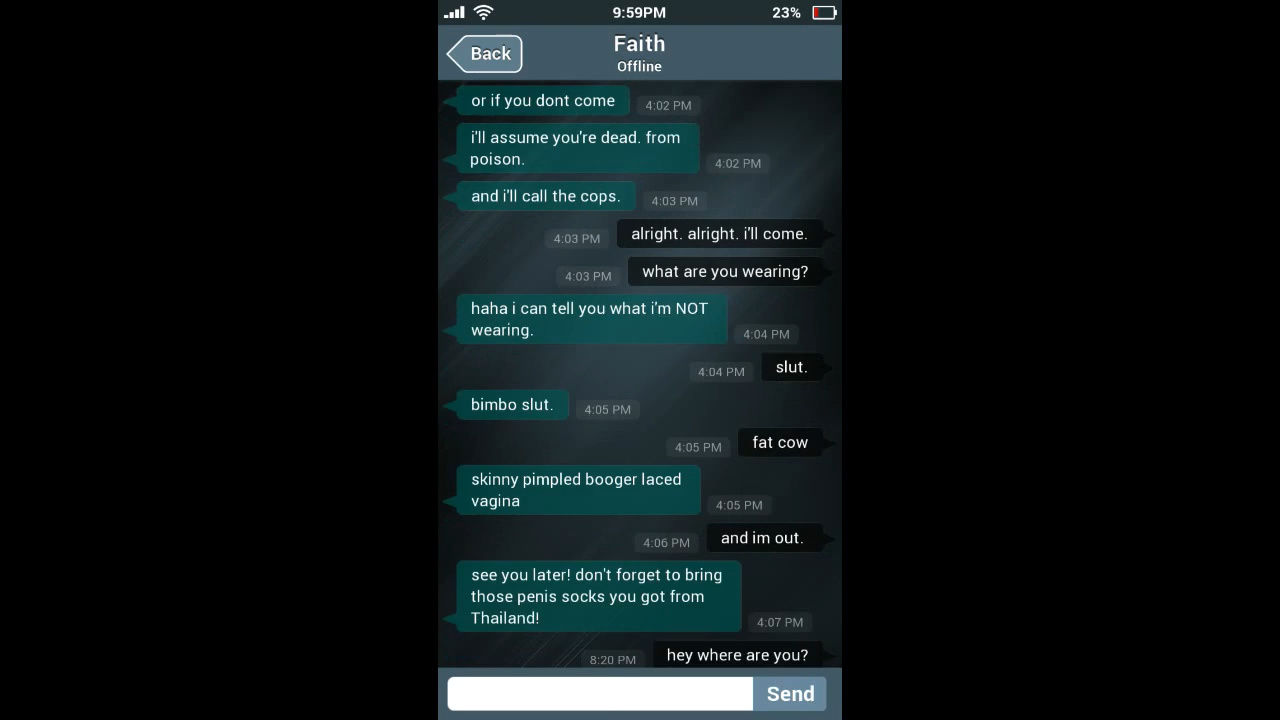 9:59PM
23%
Back
Faith
Offline
or if you dont come
4:02 PM
i'll assume you're dead. from
poison.
4:02 PM
and i'll call the cops.
4:03 PM
4:03 PM
alright. alright. i'll come.
4:03 PM
what are you wearing?
haha i can tell you what i'm NOT
wearing.
4:04 PM
4:04 PM
slut.
bimbo slut.
4:05 PM
4:05 PM
fat cow
skinny pimpled booger laced
vagina
4:05 PM
4:06 PM
and im out.
see you later! don't forget to bring
those penis socks you got from
Thailand!
4:07 PM
8:20 PM
hey where are you?
Send